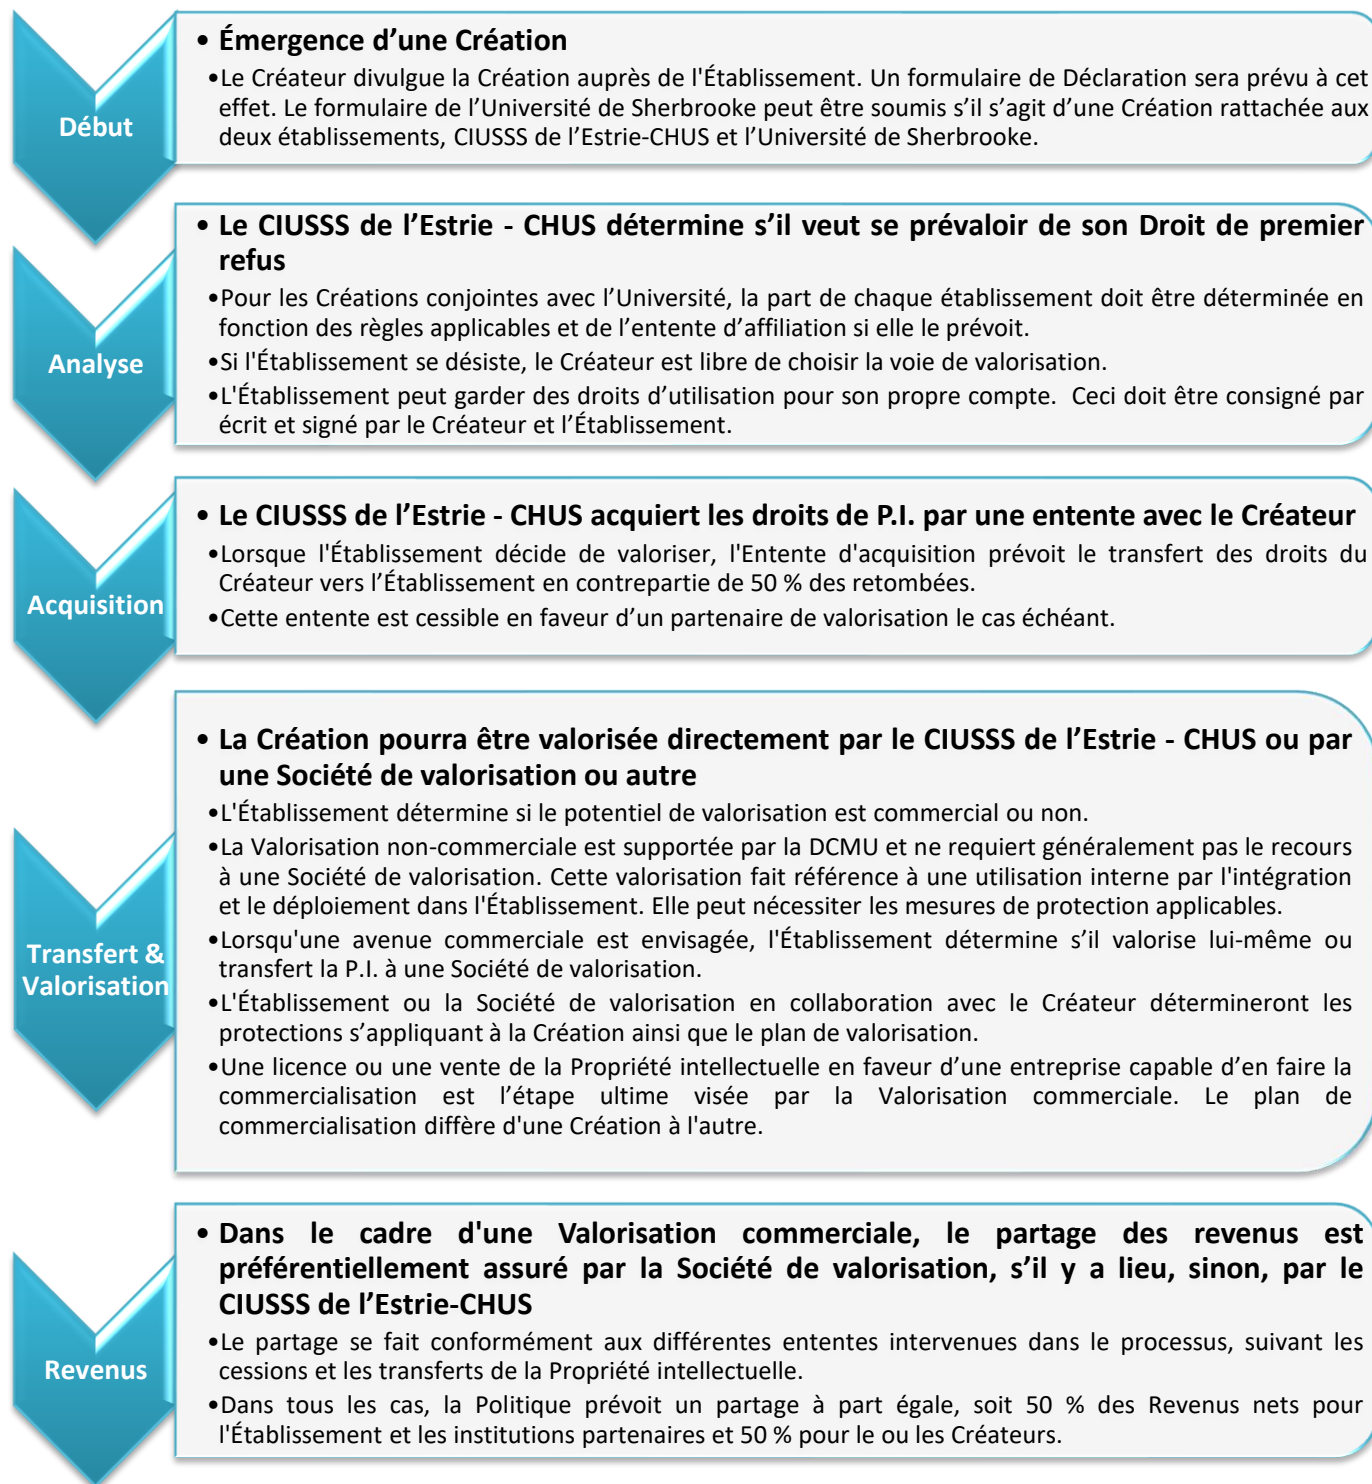 Début
• Émergence d’une Création
•Le Créateur divulgue la Création auprès de l'Établissement. Un formulaire de Déclaration sera prévu à cet
effet. Le formulaire de l’Université de Sherbrooke peut être soumis s’il s’agit d’une Création rattachée aux
deux établissements, CIUSSS de l’Estrie-CHUS et l’Université de Sherbrooke.
Analyse
• Le CIUSSS de l’Estrie - CHUS détermine s’il veut se prévaloir de son Droit de premier
refus
•Pour les Créations conjointes avec l’Université, la part de chaque établissement doit être déterminée en
fonction des règles applicables et de l’entente d’affiliation si elle le prévoit.
•Si l'Établissement se désiste, le Créateur est libre de choisir la voie de valorisation.
•L'Établissement peut garder des droits d’utilisation pour son propre compte. Ceci doit être consigné par
écrit et signé par le Créateur et l’Établissement.
Acquisition
• Le CIUSSS de l’Estrie - CHUS acquiert les droits de P.I. par une entente avec le Créateur
•Lorsque l'Établissement décide de valoriser, l'Entente d'acquisition prévoit le transfert des droits du
Créateur vers l’Établissement en contrepartie de 50 % des retombées.
•Cette entente est cessible en faveur d’un partenaire de valorisation le cas échéant.
Transfert &
Valorisation
• La Création pourra être valorisée directement par le CIUSSS de l’Estrie - CHUS ou par
une Société de valorisation ou autre
•L'Établissement détermine si le potentiel de valorisation est commercial ou non.
•La Valorisation non-commerciale est supportée par la DCMU et ne requiert généralement pas le recours
à une Société de valorisation. Cette valorisation fait référence à une utilisation interne par l'intégration
et le déploiement dans l'Établissement. Elle peut nécessiter les mesures de protection applicables.
•Lorsqu'une avenue commerciale est envisagée, l'Établissement détermine s’il valorise lui-même ou
transfert la P.I. à une Société de valorisation.
•L'Établissement ou la Société de valorisation en collaboration avec le Créateur détermineront les
protections s’appliquant à la Création ainsi que le plan de valorisation.
•Une licence ou une vente de la Propriété intellectuelle en faveur d’une entreprise capable d’en faire la
commercialisation est l’étape ultime visée par la Valorisation commerciale. Le plan de
commercialisation diffère d'une Création à l'autre.
Revenus
• Dans le cadre d'une Valorisation commerciale, le partage des revenus est
préférentiellement assuré par la Société de valorisation, s’il y a lieu, sinon, par le
CIUSSS de l’Estrie-CHUS
•Le partage se fait conformément aux différentes ententes intervenues dans le processus, suivant les
cessions et les transferts de la Propriété intellectuelle.
•Dans tous les cas, la Politique prévoit un partage à part égale, soit 50 % des Revenus nets pour
l'Établissement et les institutions partenaires et 50 % pour le ou les Créateurs.